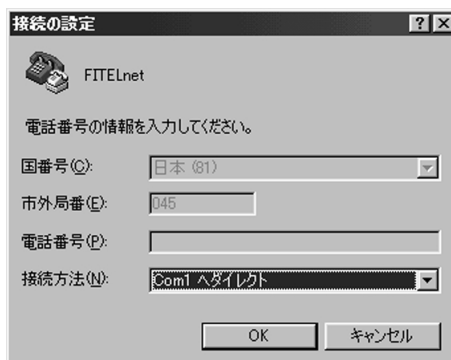 接続の設定
FITELnet
電話番号の情報を入力してください。
国番号(C): 日本 (81)
市外局番(E): 045
電話番号(P):
接続方法(N): Com1 へダイレクト
OK キャンセル